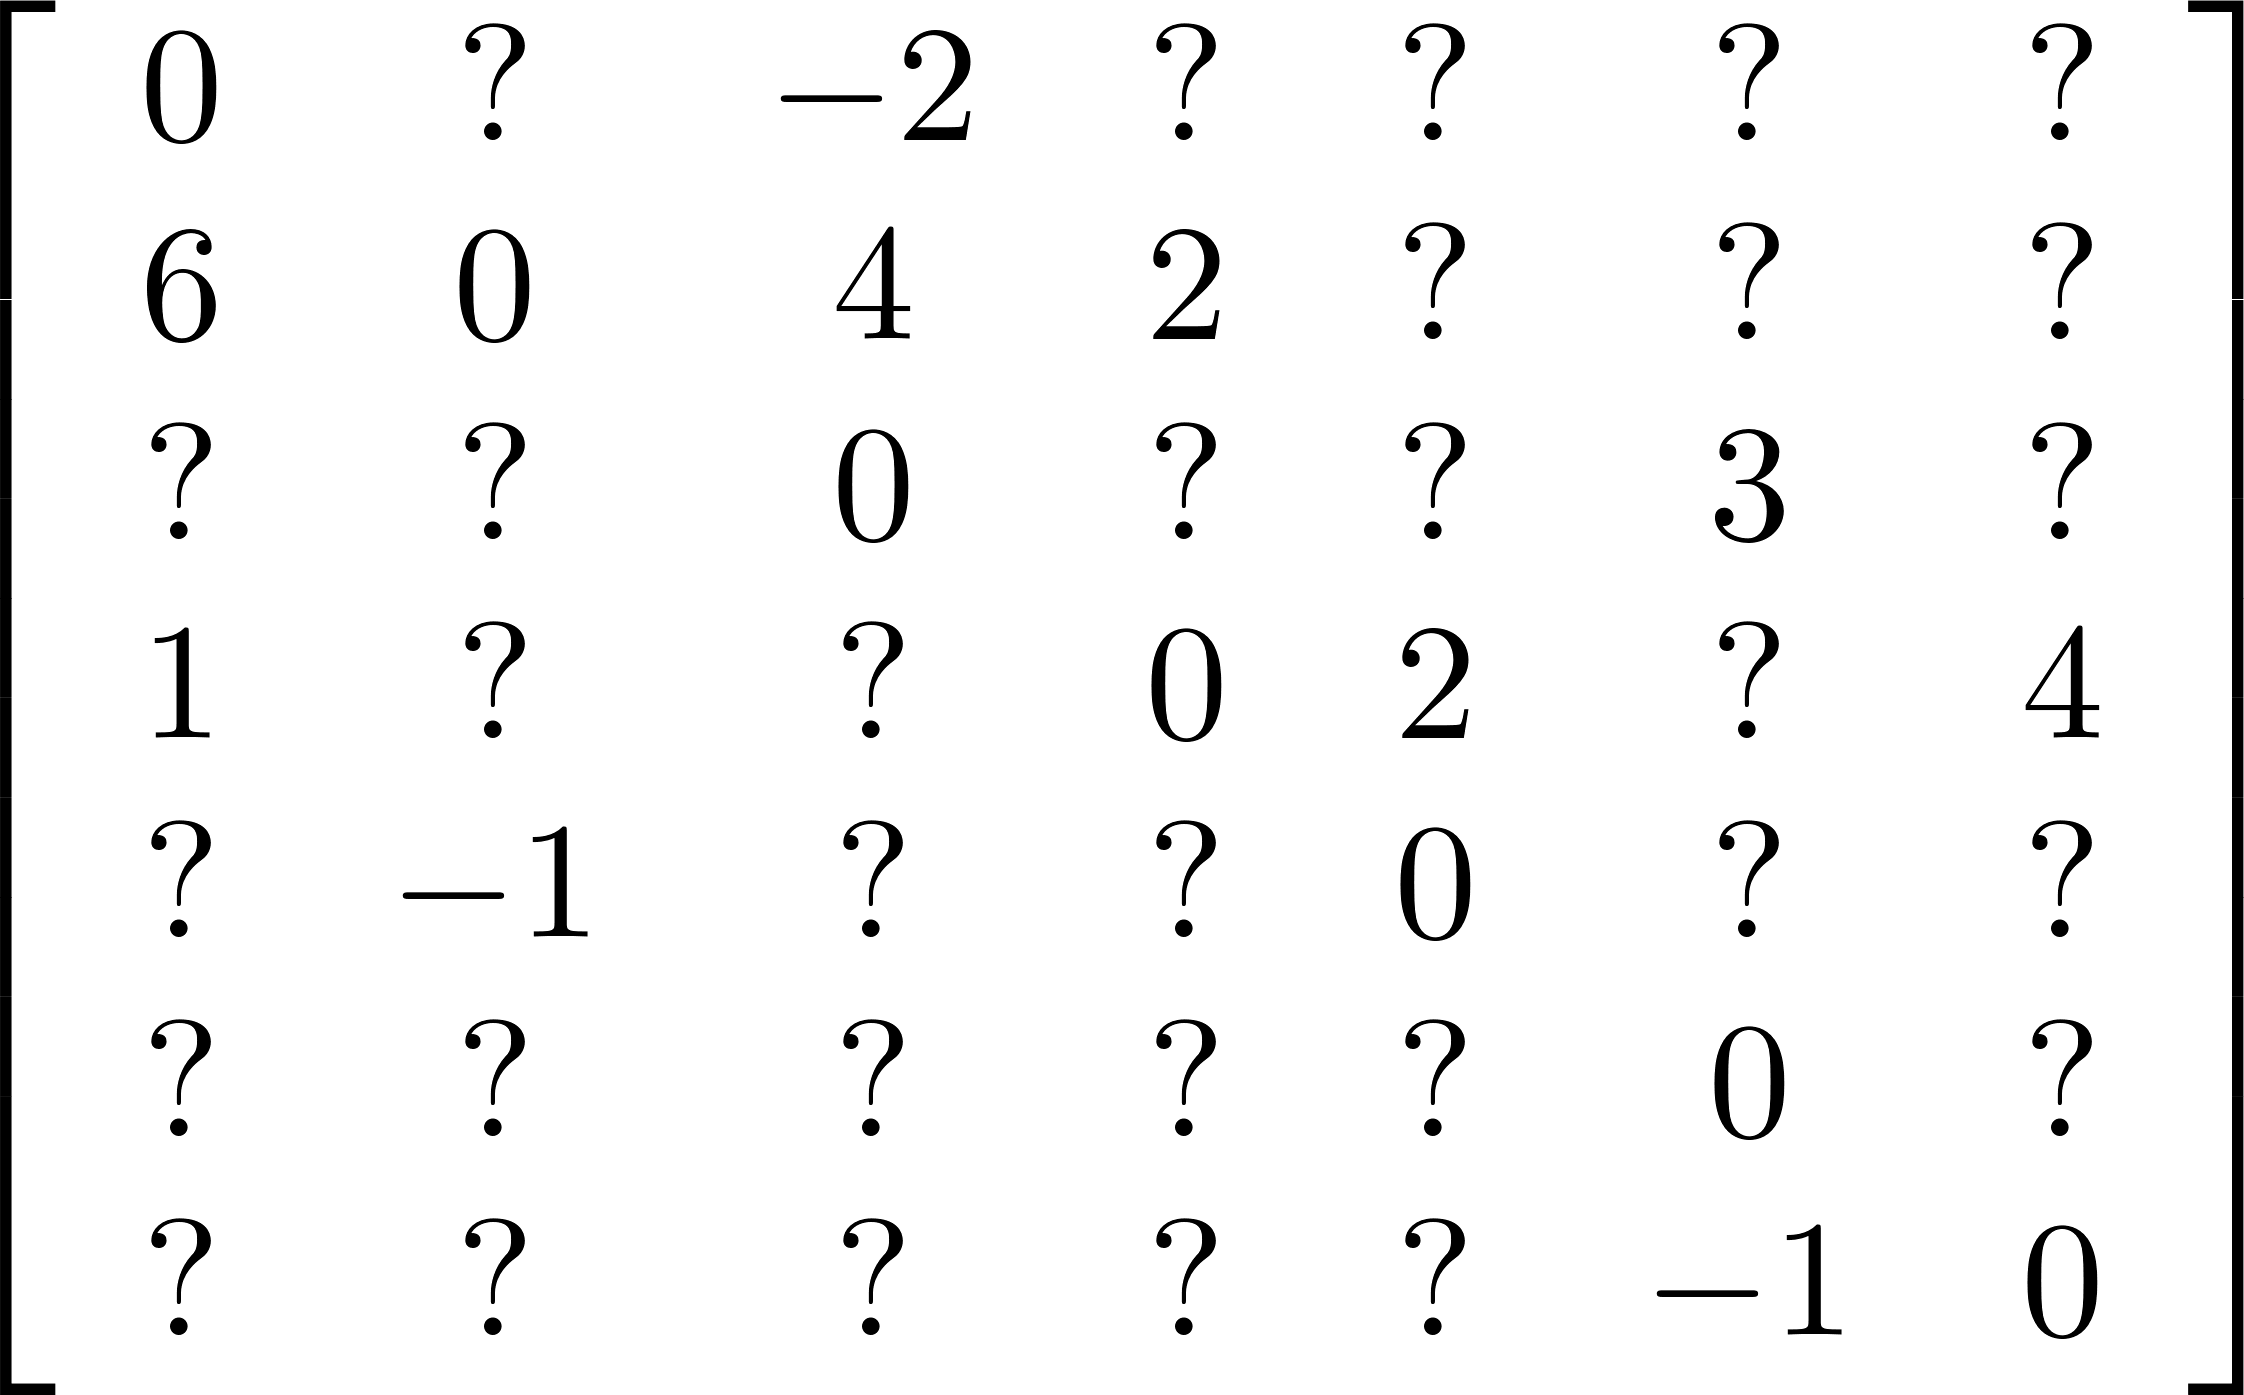 0 ? −2 ? ? ? ?
6 0 4 2 ? ? ?
? ? 0 ? ? 3 ?
1 ? ? 0 2 ? 4
? −1 ? ? 0 ? ?
? ? ? ? ? 0 ?
? ? ? ? ? −1 0